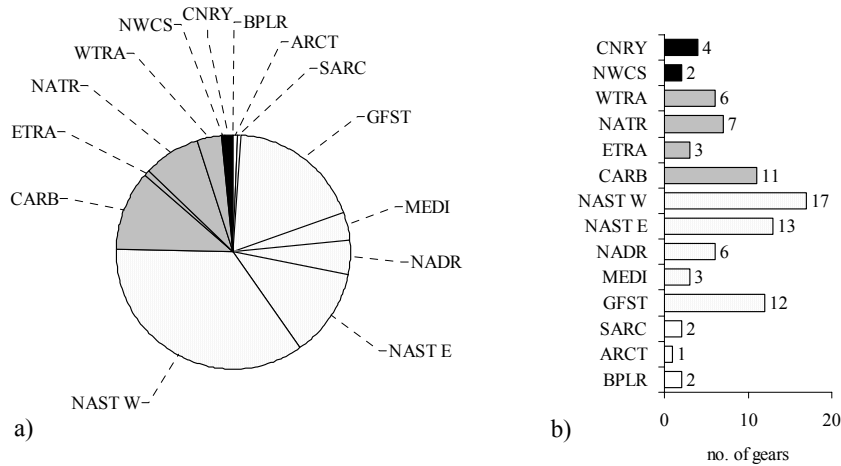 CNRY
BPLR
NWCS
ARCT
WTRA
SARC
NATR
GFST
ETRA
MEDI
CARB
NADR
NAST E
NAST W
a)
CNRY 4
NWCS 2
WTRA 6
NATR 7
ETRA 3
CARB 11
NAST W 17
NAST E 13
NADR 6
MEDI 3
GFST 12
SARC 2
ARCT 1
BPLR 2
0 10 20
no. of gears
b)